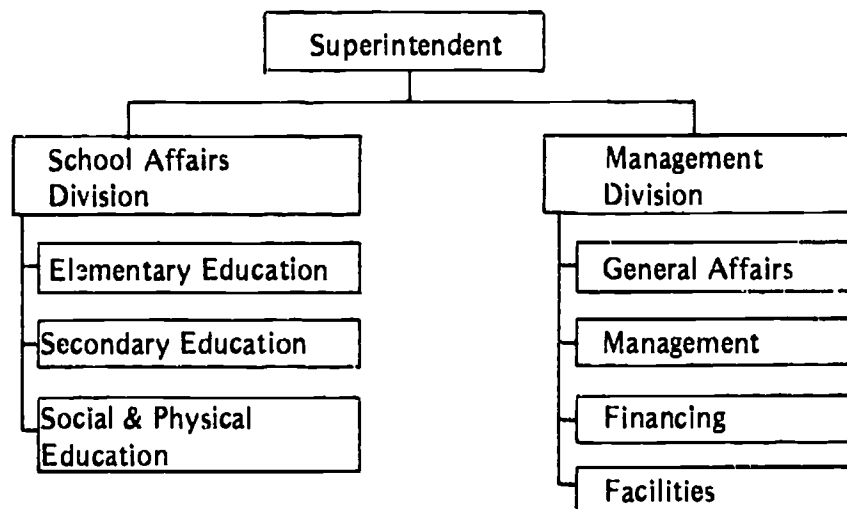 Superintendent
School Affairs
Division
Management
Division
Elementary Education
Secondary Education
Social & Physical
Education
General Affairs
Management
Financing
Facilities